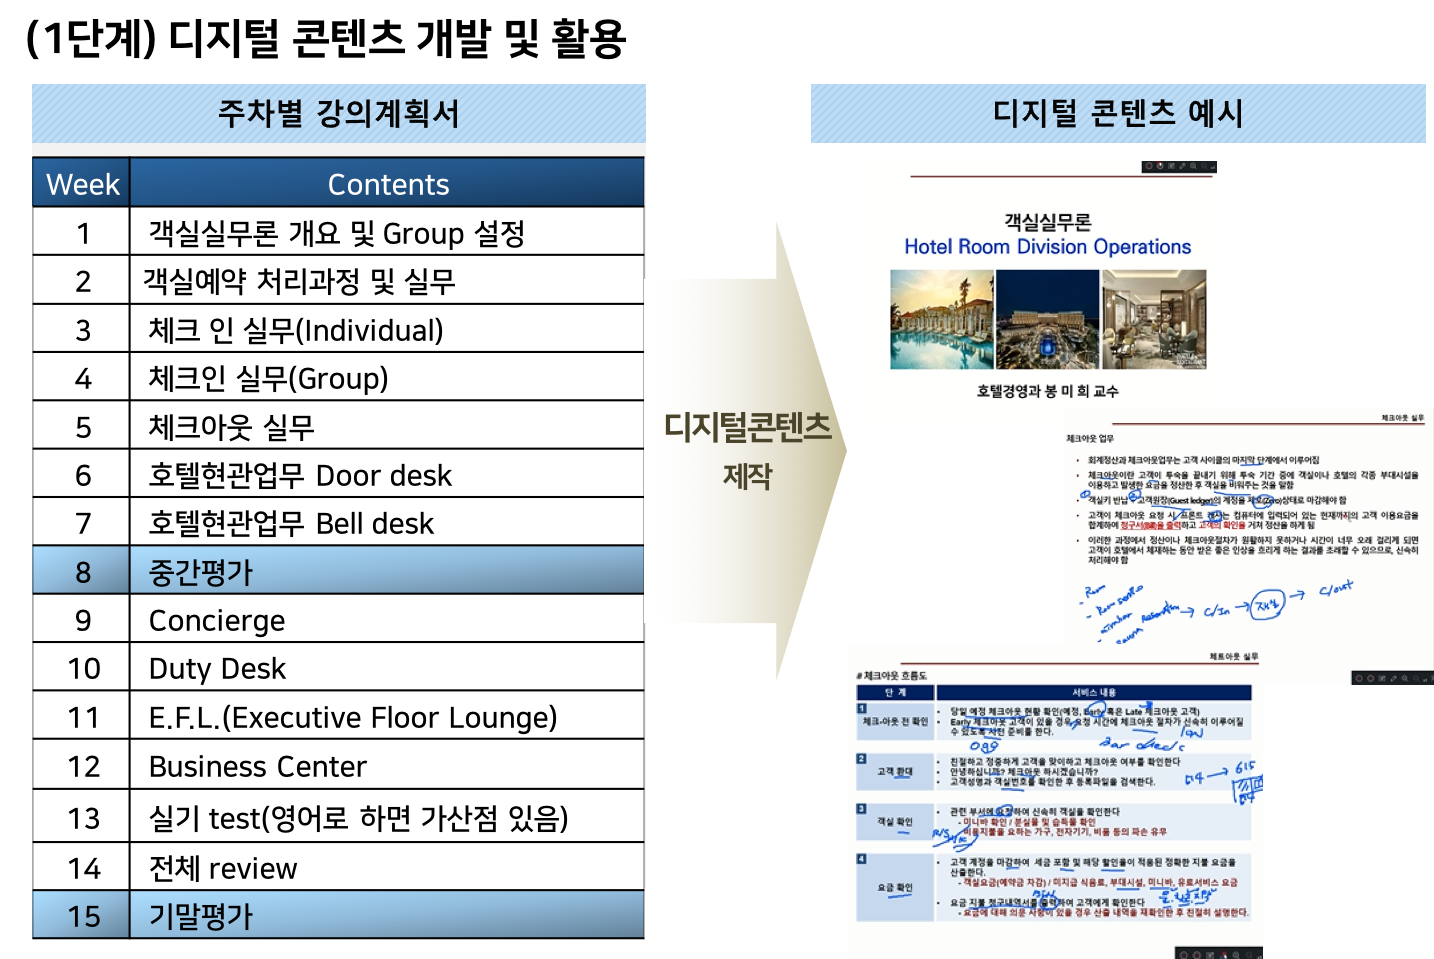 (1단계) 디지털 콘텐츠 개발 및 활용
주차별 강의계획서
Week Contents
1 객실실무론 개요 및 Group 설정
2 객실예약 처리과정 및 실무
3 체크 인 실무(Individual)
4 체크인 실무(Group)
5 체크아웃 실무
6 호텔현관업무 Door desk
7 호텔현관업무 Bell desk
8 중간평가
9 Concierge
10 Duty Desk
11 E.F.L.(Executive Floor Lounge)
12 Business Center
13 실기 test(영어로 하면 가산점 있음)
14 전체 review
15 기말평가
디지털콘텐츠
제작
디지털 콘텐츠 예시
객실실무론
Hotel Room Division Operations
호텔경영과 봉 미 희 교수
체크아웃 실무
체크아웃 업무
• 회계정산과 체크아웃업무는 고객 사이클의 마지막 단계에서 이루어짐
• 체크아웃이란 고객이 투숙을 끝내기 위해 투숙 기간 중에 객실이나 호텔의 각종 부대시설을
이용하고 발생한 요금을 정산한 후 객실을 비워주는 것을 말함
• 객실키 반납, 고객원장(Guest ledger)의 계정을 제로(Zero)상태로 마감해야 함
• 고객이 체크아웃 요청 시, 프론트 캐셔는 컴퓨터에 입력되어 있는 현재까지의 고객 이용요금을
합계하여 청구서(Bill)을 출력하고 고객의 확인을 거쳐 정산을 하게 됨
• 이러한 과정에서 정산이나 체크아웃절차가 원활하지 못하거나 시간이 너무 오래 걸리게 되면
고객이 호텔에서 체재하는 동안 받은 좋은 인상을 흐리게 하는 결과를 초래할 수 있으므로, 신속히
처리해야 함
Room
Reservation → C/In → 재실 → C/out
체크아웃 실무
# 체크아웃 흐름도
단 계 서비스 내용
1 체크-아웃 전 확인
• 당일 예정 체크아웃 현황 확인(예정, Early 혹은 Late 체크아웃 고객)
• Early 체크아웃 고객이 있을 경우, 요청 시간에 체크아웃 절차가 신속히 이루어질
수 있도록 사전 준비를 한다.
2 고객 환대
• 친절하고 정중하게 고객을 맞이하고 체크아웃 여부를 확인한다
• 안녕하십니까? 체크아웃 하시겠습니까?
• 고객성명과 객실번호를 확인한 후 등록파일을 검색한다.
3 객실 확인
• 관련 부서에 요청하여 신속히 객실을 확인한다
- 미니바 확인 / 분실물 및 습득물 확인
- 비용지불을 요하는 가구, 전자기기, 비품 등의 파손 유무
4 요금 확인
• 고객 계정을 마감하여 세금 포함 및 해당 할인율이 적용된 정확한 지불 요금을
산출한다.
- 객실요금(예약금 차감) / 미지급 식음료, 부대시설, 미니바, 유료서비스 요금
• 요금 지불 청구내역서를 출력하여 고객에게 확인한다
- 요금에 대해 의문 사항이 있을 경우 산출 내역을 재확인한 후 친절히 설명한다.